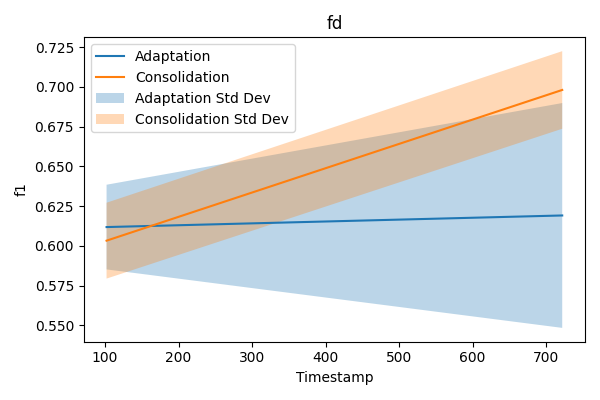 fd
Adaptation
Consolidation
Adaptation Std Dev
Consolidation Std Dev
f1
0.725
0.700
0.675
0.650
0.625
0.600
0.575
0.550
100 200 300 400 500 600 700
Timestamp